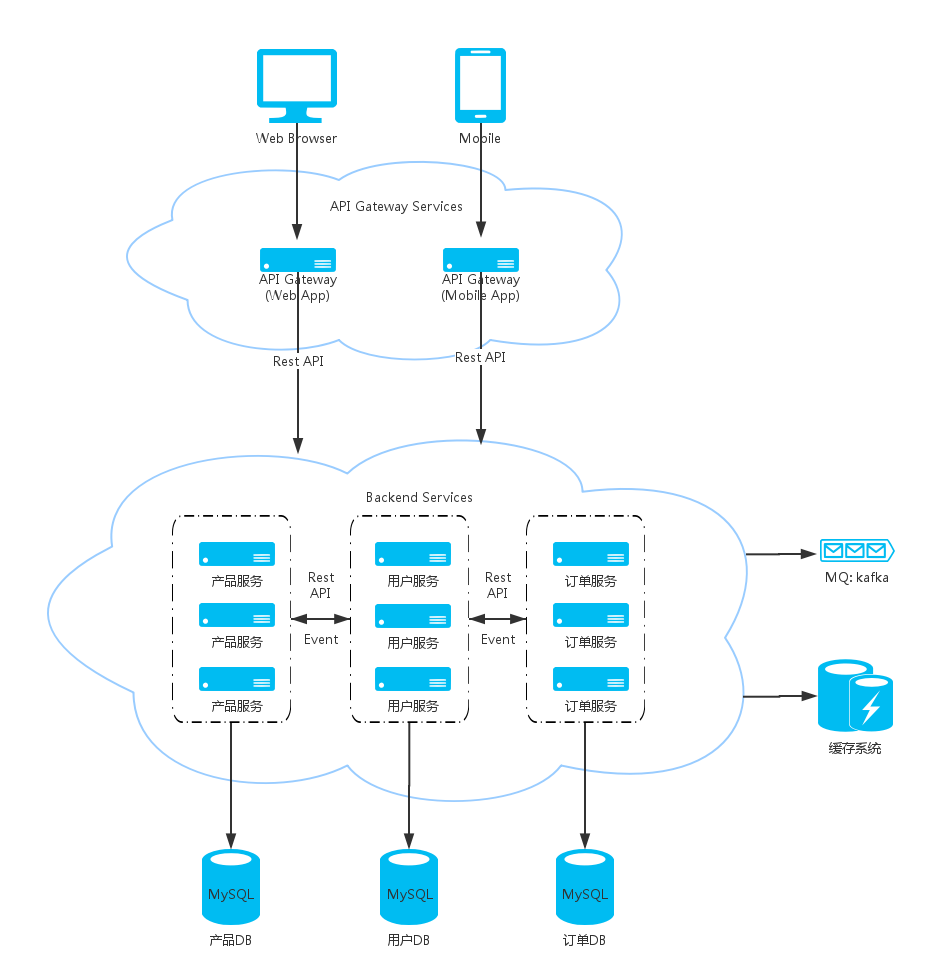 Web Browser
Mobile
API Gateway Services
API Gateway
(Web App)
API Gateway
(Mobile App)
Rest API
Rest API
Backend Services
产品服务
产品服务
产品服务
Rest
API
Event
用户服务
用户服务
用户服务
Rest
API
Event
订单服务
订单服务
订单服务
MQ: kafka
缓存系统
MySQL
产品DB
MySQL
用户DB
MySQL
订单DB